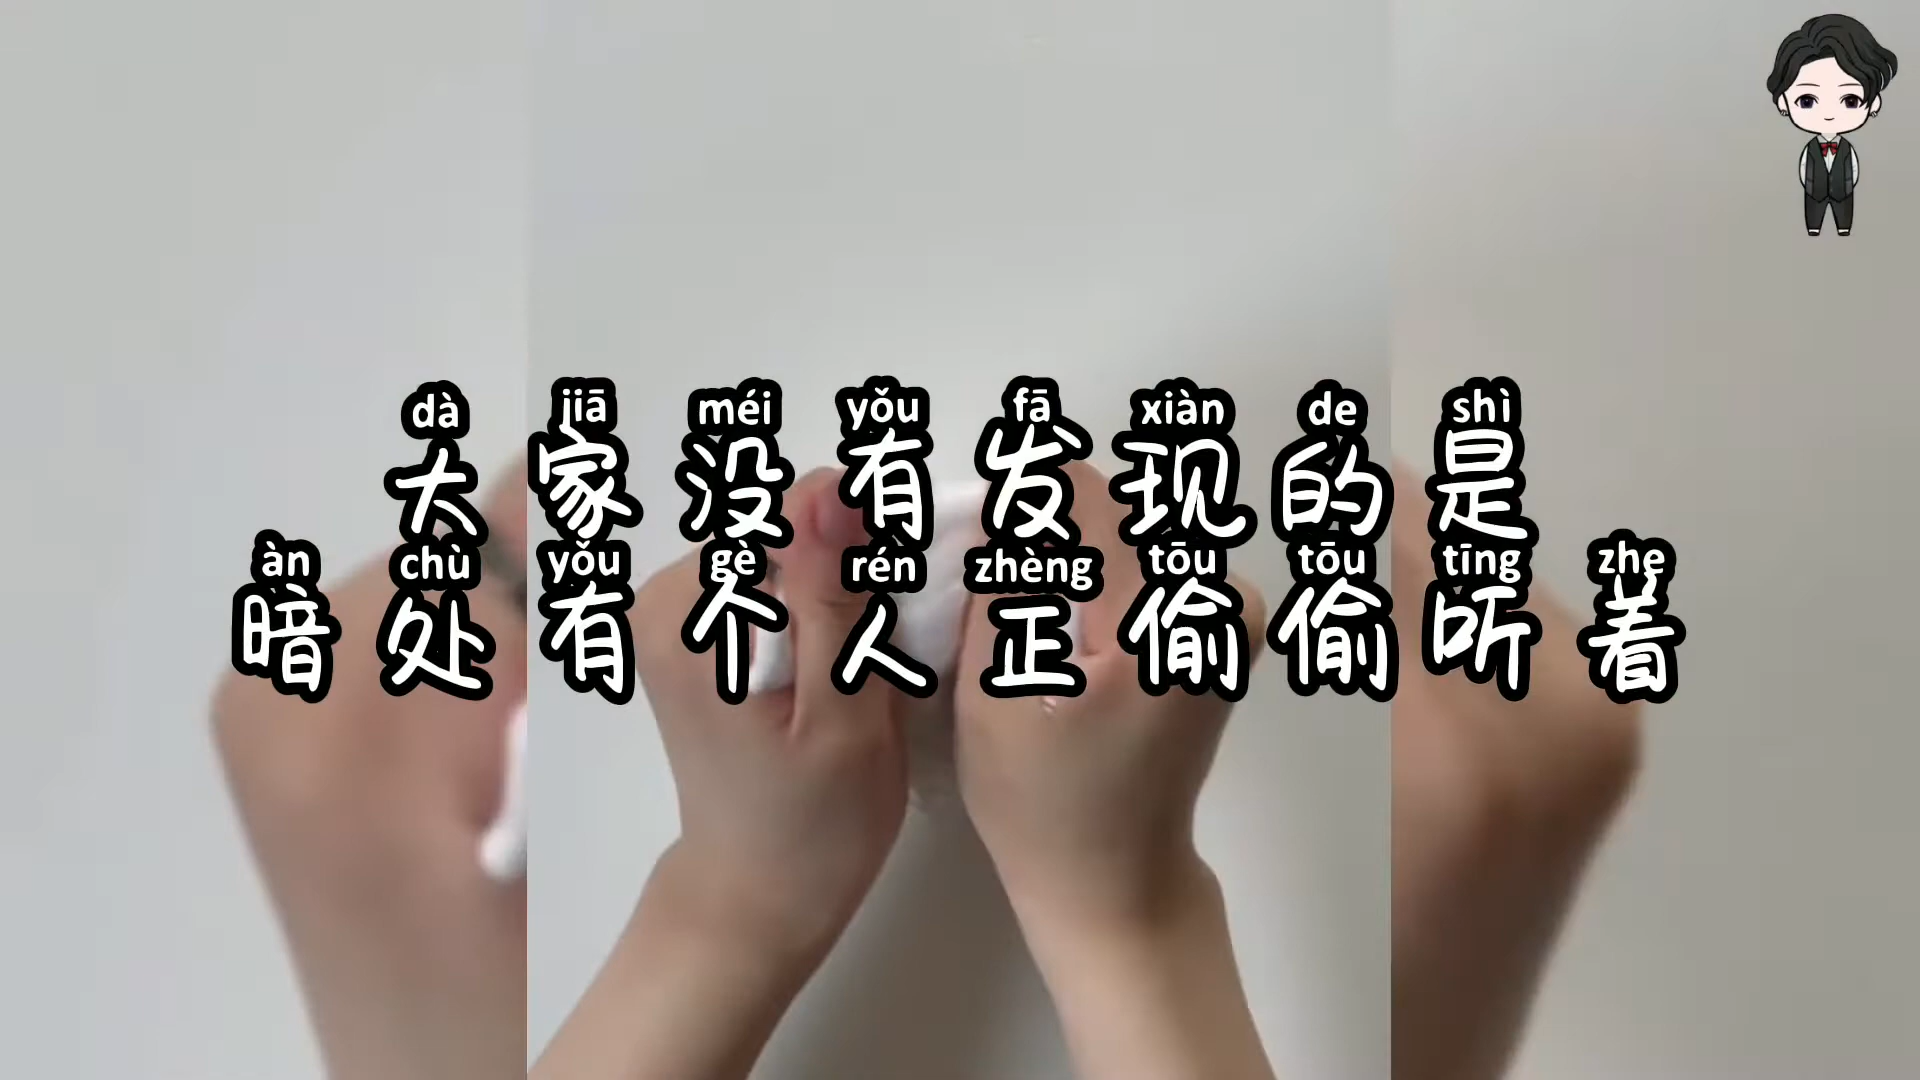 dà jiā méi yǒu fā xiàn de shì
大家没有发现的是
àn chù yǒu gè rén zhèng tōu tōu tīng zhe
暗处有个人正偷偷听着